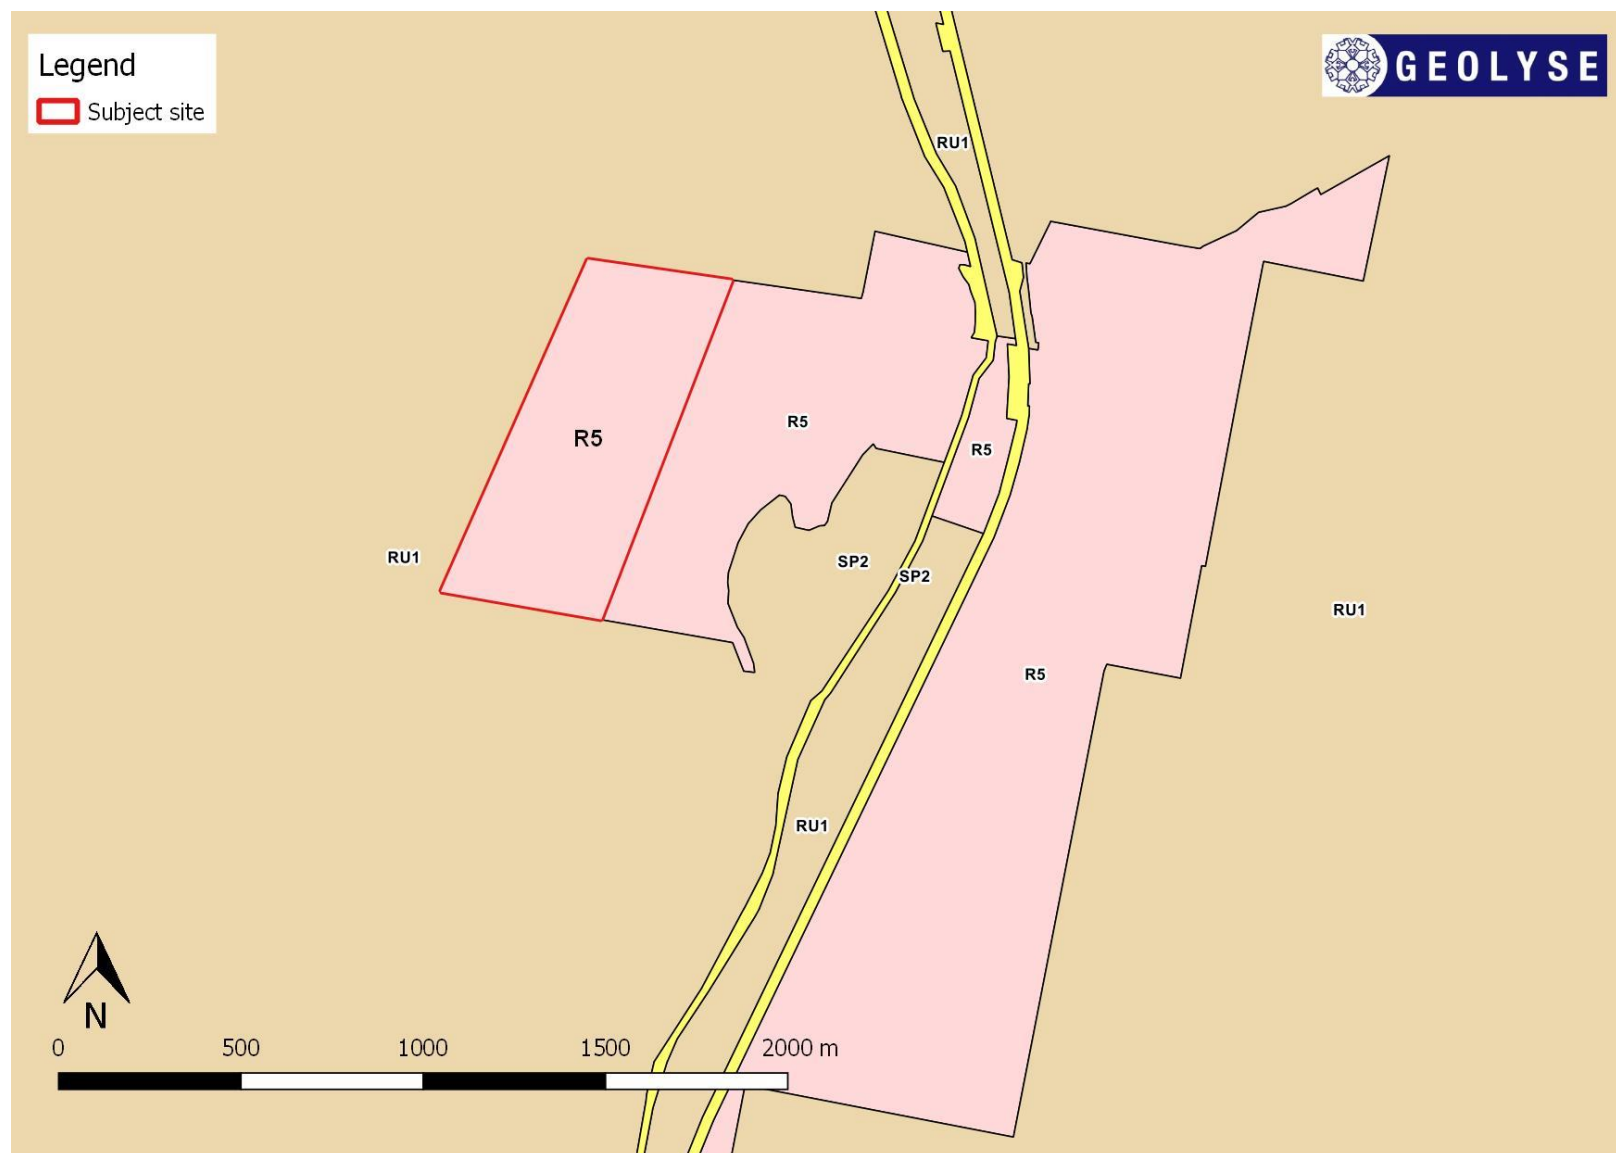 Legend
Subject site
GEOLYSE
RU1
R5
R5
R5
RU1
SP2
SP2
RU1
R5
RU1
N
0 500 1000 1500 2000 m